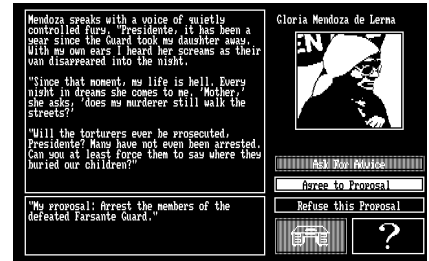 Mendoza speaks with a voice of quietly
controlled fury. "Presidente, it has been a
year since the Guard took my daughter away.
With my own ears I heard her screams as their
van disappeared into the night.
"Since that moment, my life is hell. Every
night in dreams she comes to me. 'Mother,'
she asks, 'does my murderer still walk the
streets?'
"Will the torturers ever be prosecuted,
Presidente? Many have not even been arrested.
Can you at least force them to say where they
buried our children?"
"My proposal: Arrest the members of the
defeated Farsante Guard."
Gloria Mendoza de Lerma
EN
Ask For Advice
Agree to Proposal
Refuse this Proposal
?